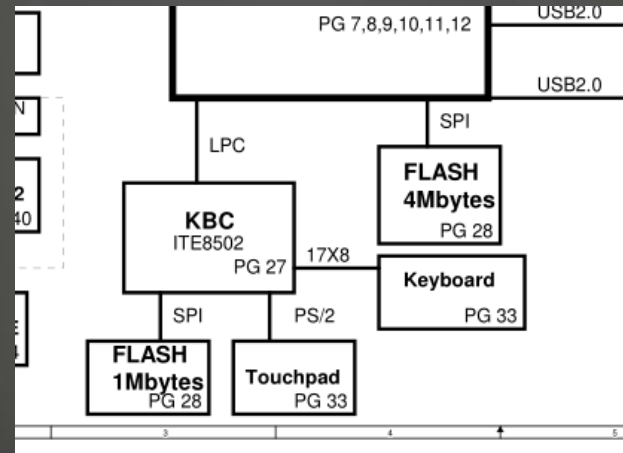 PG 7,8,9,10,11,12
USB2.0
USB2.0
N
LPC
SPI
2
40
KBC
ITE8502
PG 27
FLASH
4Mbytes
PG 28
17X8
Keyboard
PG 33
SPI
PS/2
FLASH
1Mbytes
PG 28
Touchpad
PG 33
3
4
5